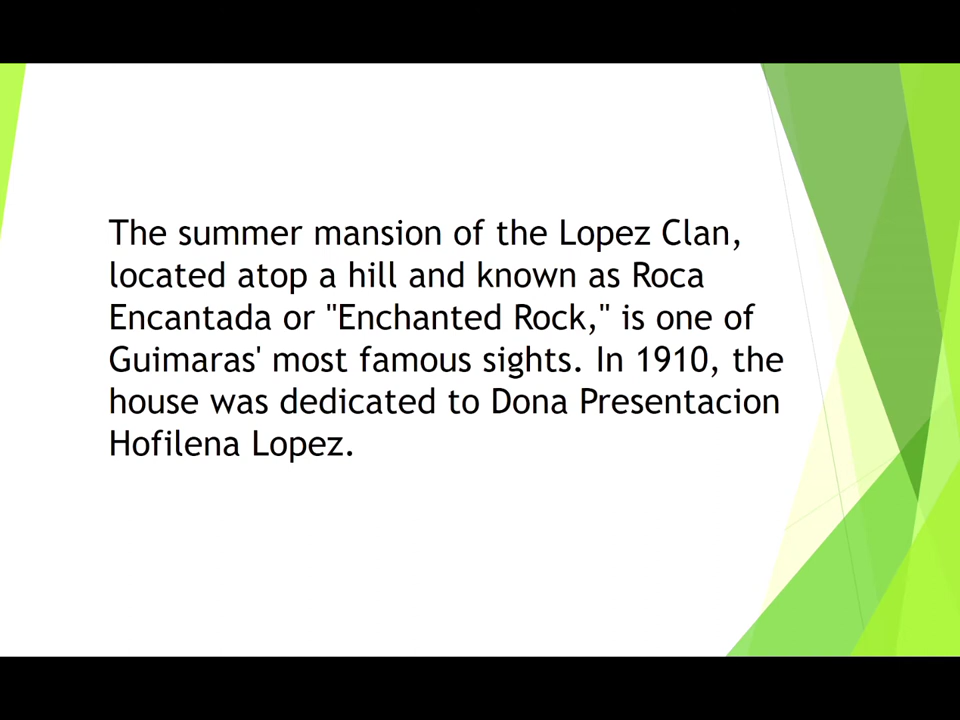 The summer mansion of the Lopez Clan,
located atop a hill and known as Roca
Encantada or "Enchanted Rock," is one of
Guimaras' most famous sights. In 1910, the
house was dedicated to Dona Presentacion
Hofilena Lopez.